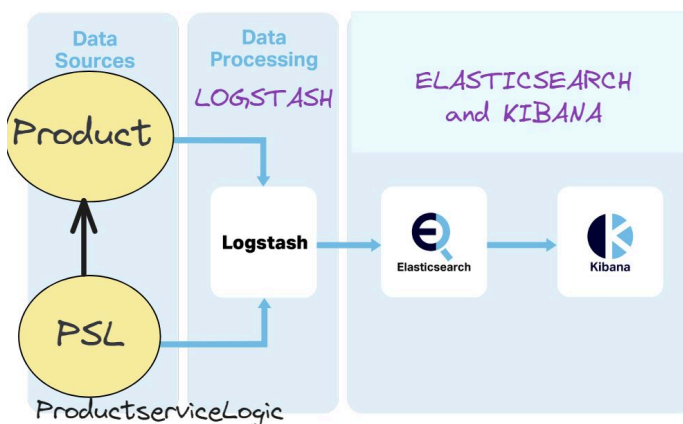 Data
Sources
Data
Processing
LOGSTASH
ELASTICSEARCH
and KIBANA
Product
Logstash
Elasticsearch
Kibana
PSL
ProductserviceLogic